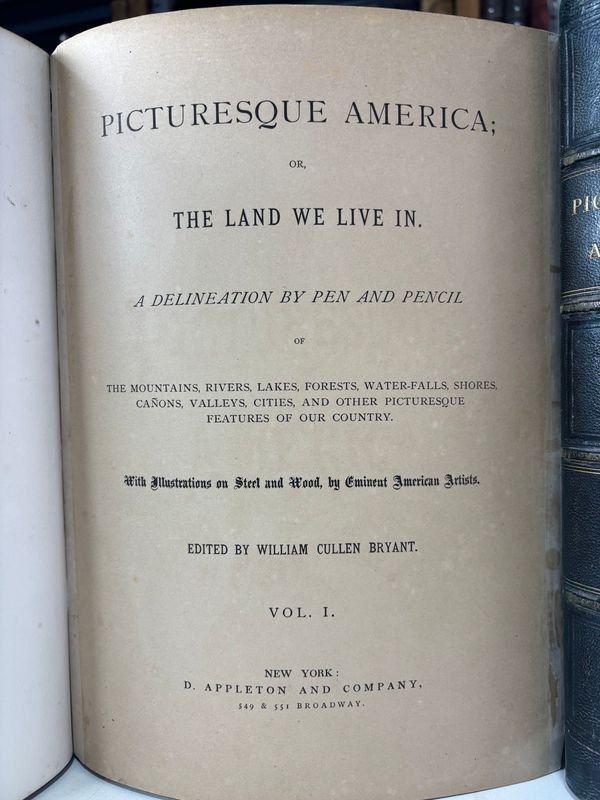 PICTURESQUE AMERICA;
OR,
THE LAND WE LIVE IN.
A DELINEATION BY PEN AND PENCIL
OF
THE MOUNTAINS, RIVERS, LAKES, FORESTS, WATER-FALLS, SHORES,
CAÑONS, VALLEYS, CITIES, AND OTHER PICTURESQUE
FEATURES OF OUR COUNTRY.
With Illustrations on Steel and Wood, by Eminent American Artists.
EDITED BY WILLIAM CULLEN BRYANT.
VOL. I.
NEW YORK:
D. APPLETON AND COMPANY,
549 & 551 BROADWAY.